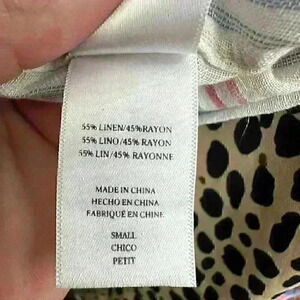 55% LINEN/45% RAYON
55% LINO/45% RAYON
55% LIN/45% RAYONNE
MADE IN CHINA
HECHO EN CHINA
FABRIQUÉ EN CHINE
SMALL
CHICO
PETIT